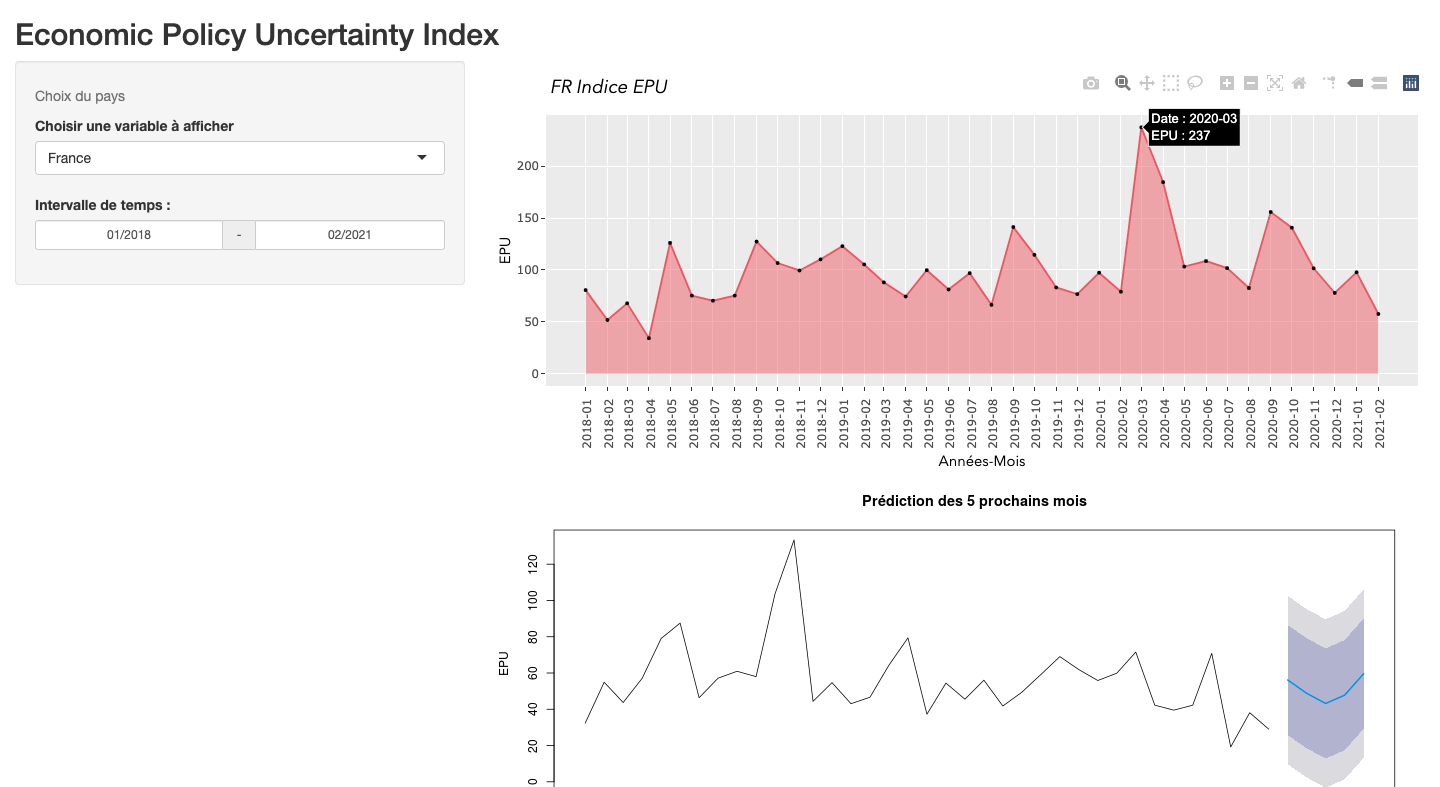 Economic Policy Uncertainty Index
Choix du pays
Choisir une variable à afficher
France
Intervalle de temps :
01/2018 - 02/2021
FR Indice EPU
Date : 2020-03
EPU : 237
EPU
200
150
100
50
0
2018-01 2018-02 2018-03 2018-04 2018-05 2018-06 2018-07 2018-08 2018-09 2018-10 2018-11 2018-12 2019-01 2019-02 2019-03 2019-04 2019-05 2019-06 2019-07 2019-08 2019-09 2019-10 2019-11 2019-12 2020-01 2020-02 2020-03 2020-04 2020-05 2020-06 2020-07 2020-08 2020-09 2020-10 2020-11 2020-12 2021-01 2021-02
Années-Mois
Prédiction des 5 prochains mois
EPU
120
100
80
60
40
20
0